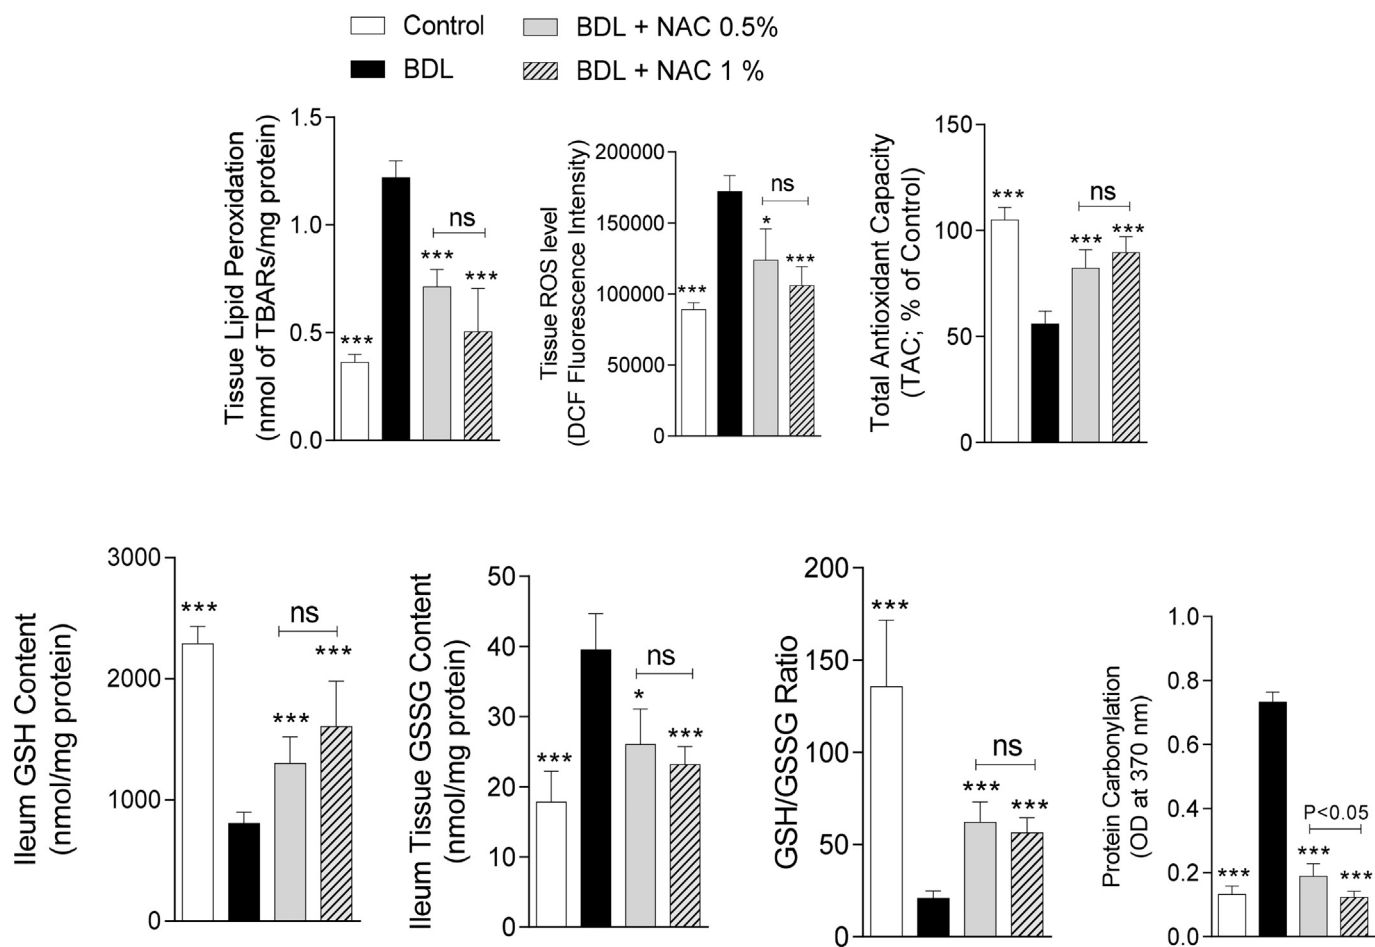 Control
BDL + NAC 0.5%
BDL
BDL + NAC 1 %
Tissue Lipid Peroxidation
(nmol of TBARs/mg protein)
1.5
1.0
0.5
0.0
***
***
ns
***
Tissue ROS level
(DCF Fluorescence Intensity)
200000
150000
100000
50000
0
***
*
ns
***
Total Antioxidant Capacity
(TAC; % of Control)
150
100
50
0
***
***
ns
***
Ileum GSH Content
(nmol/mg protein)
3000
2000
1000
0
***
***
ns
***
Ileum Tissue GSSG Content
(nmol/mg protein)
50
40
30
20
10
0
***
*
ns
***
GSH/GSSG Ratio
200
150
100
50
0
***
***
ns
***
Protein Carbonylation
(OD at 370 nm)
1.0
0.8
0.6
0.4
0.2
0.0
***
***
P<0.05
***